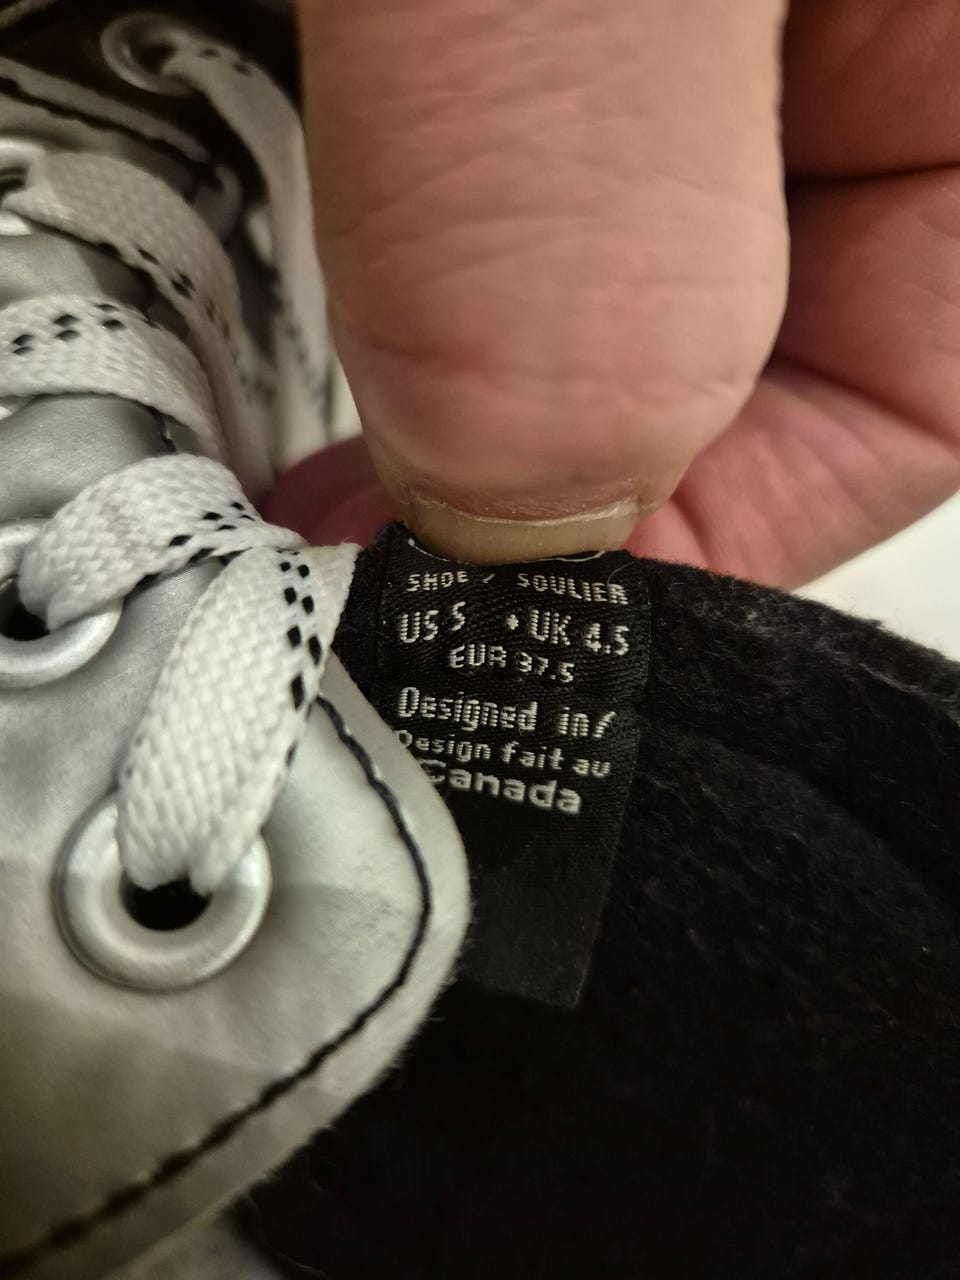 SHOE / SOULIER
US 5 • UK 4.5
EUR 37.5
Designed in/
Design fait au
Canada